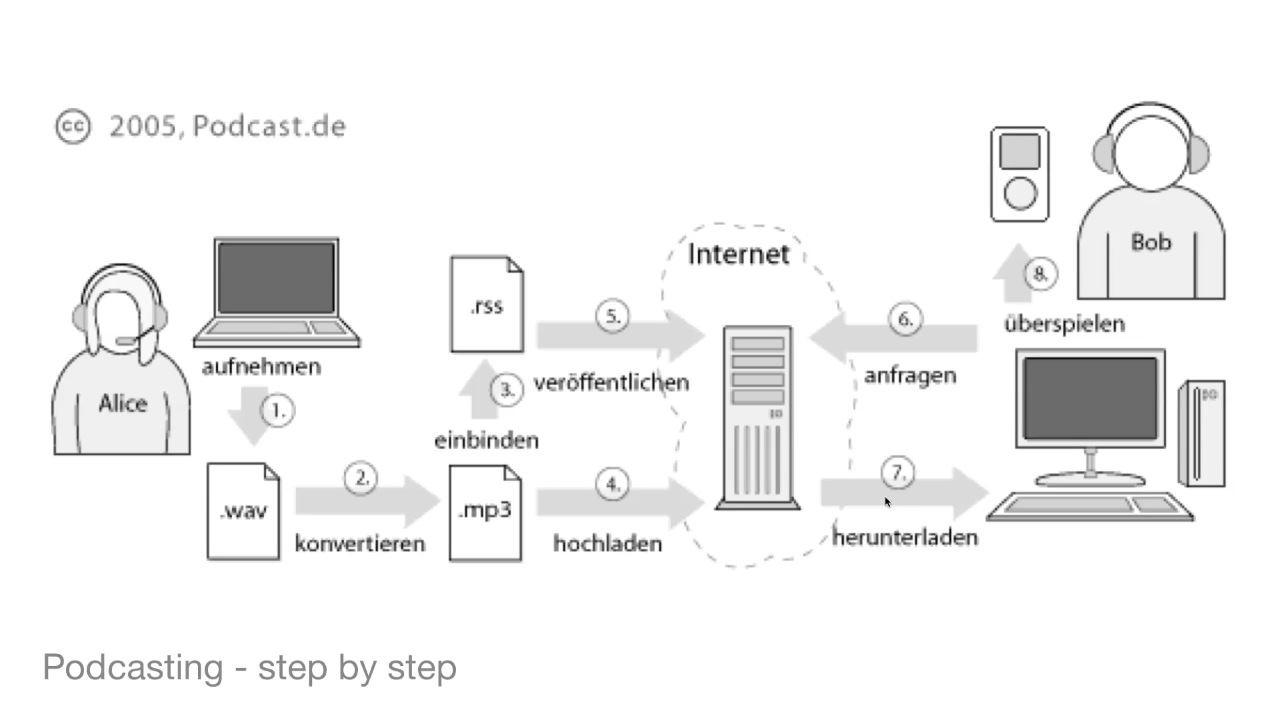 cc 2005, Podcast.de
Internet
Bob
Alice
aufnehmen
1.
.wav
2.
konvertieren
.mp3
einbinden
3.
.rss
4.
hochladen
5.
veröffentlichen
6.
anfragen
7.
herunterladen
8.
überspielen
Podcasting - step by step